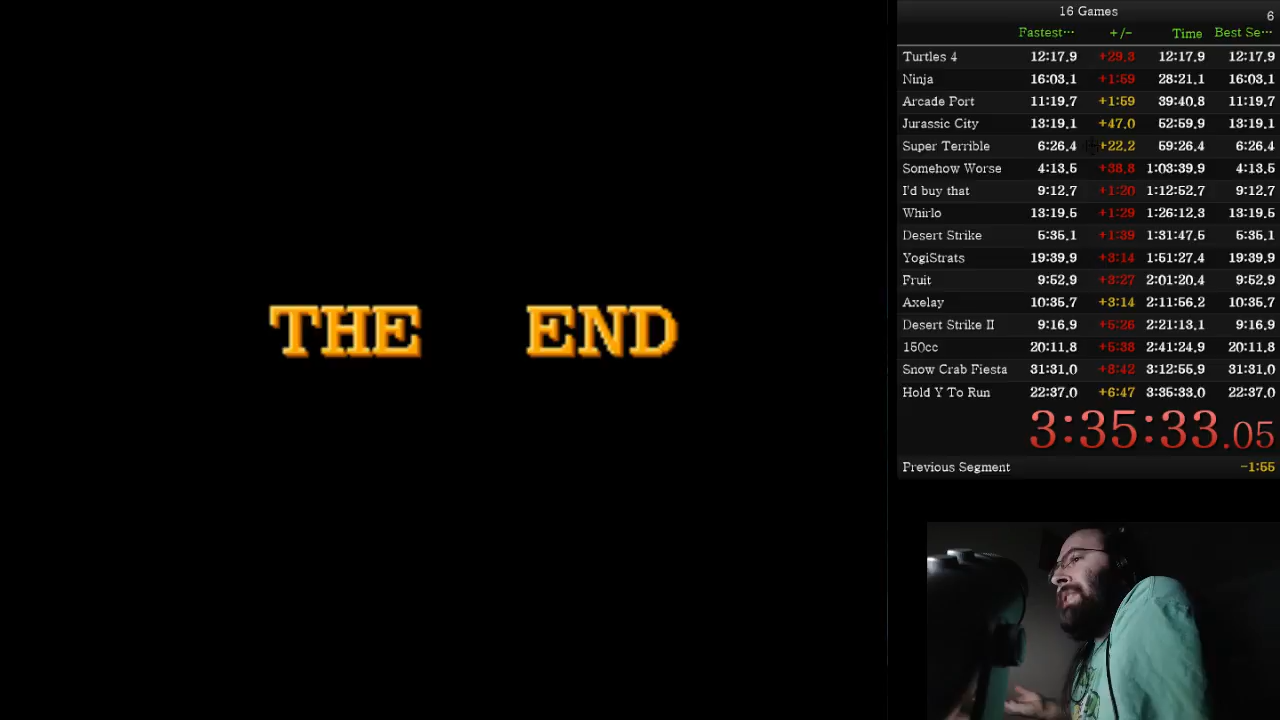 16 Games
6
Fastest… +/- Time Best Se…
Turtles 4 12:17.9 +29.3 12:17.9 12:17.9
Ninja 16:03.1 +1:59 28:21.1 16:03.1
Arcade Port 11:19.7 +1:59 39:40.8 11:19.7
Jurassic City 13:19.1 +47.0 52:59.9 13:19.1
Super Terrible 6:26.4 +22.2 59:26.4 6:26.4
Somehow Worse 4:13.5 +38.8 1:03:39.9 4:13.5
I'd buy that 9:12.7 +1:20 1:12:52.7 9:12.7
Whirlo 13:19.5 +1:29 1:26:12.3 13:19.5
Desert Strike 5:35.1 +1:39 1:31:47.5 5:35.1
YogiStrats 19:39.9 +3:14 1:51:27.4 19:39.9
Fruit 9:52.9 +3:27 2:01:20.4 9:52.9
Axelay 10:35.7 +3:14 2:11:56.2 10:35.7
Desert Strike II 9:16.9 +5:26 2:21:13.1 9:16.9
150cc 20:11.8 +5:38 2:41:24.9 20:11.8
Snow Crab Fiesta 31:31.0 +8:42 3:12:55.9 31:31.0
Hold Y To Run 22:37.0 +6:47 3:35:33.0 22:37.0
3:35:33.05
Previous Segment -1:55
THE END